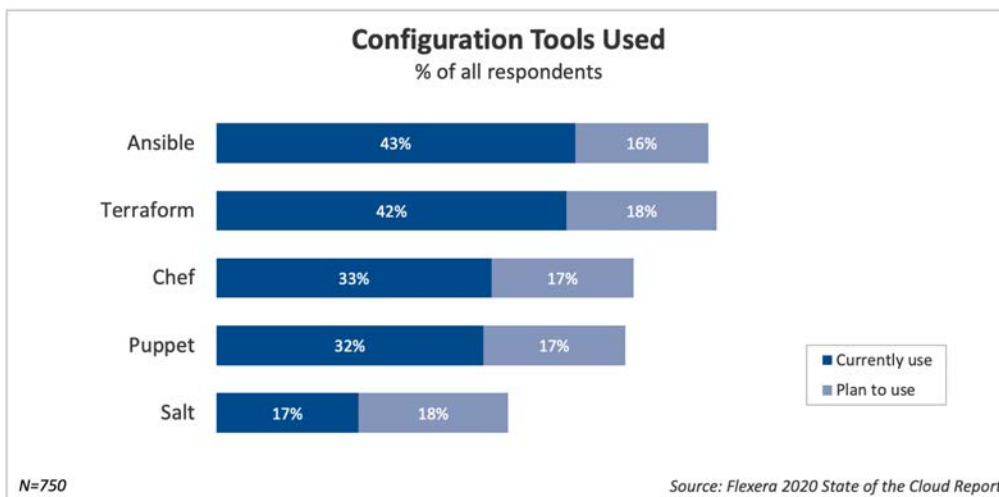 Configuration Tools Used
% of all respondents
Ansible 43% 16%
Terraform 42% 18%
Chef 33% 17%
Puppet 32% 17%
Currently use
Plan to use
Salt 17% 18%
N=750
Source: Flexera 2020 State of the Cloud Report